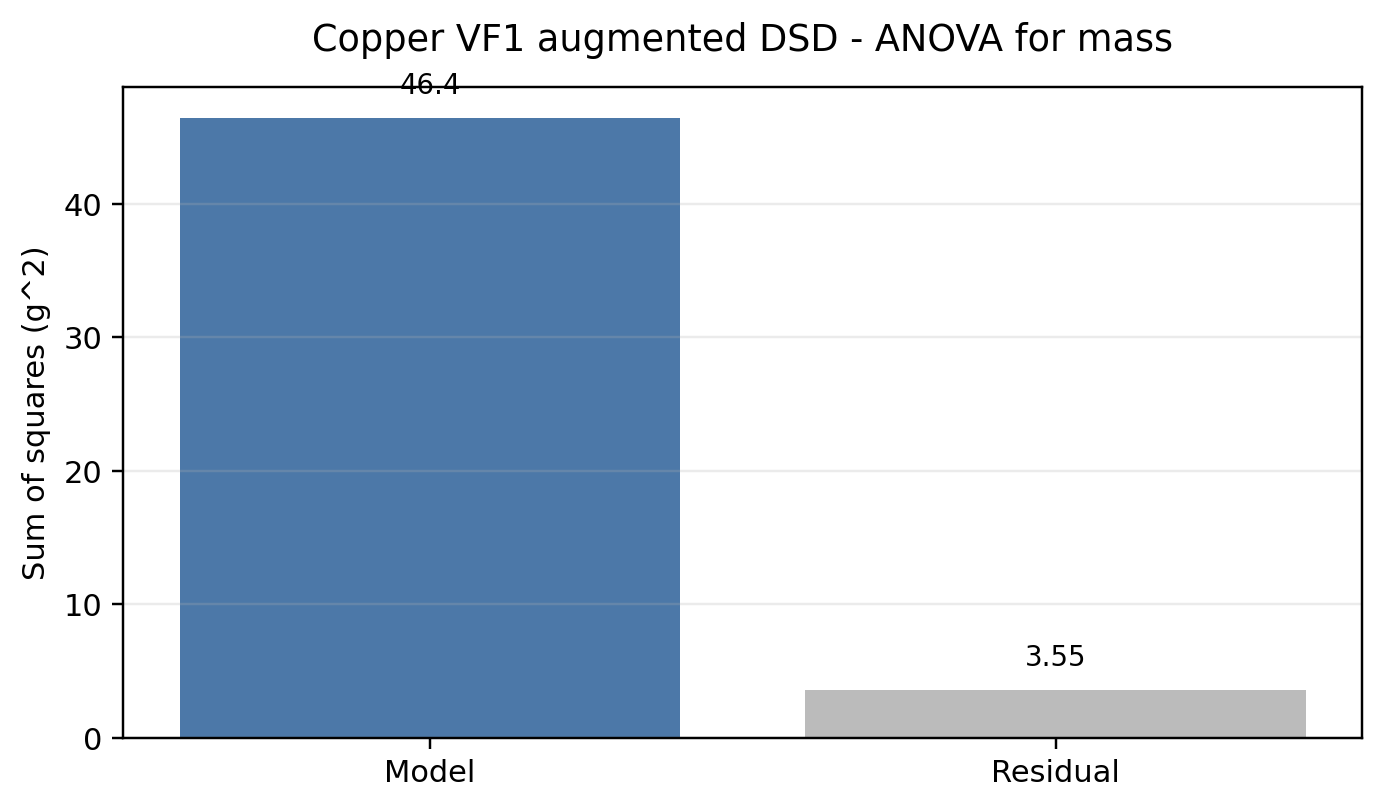 Copper VF1 augmented DSD - ANOVA for mass
46.4
40
30
20
10
0
Sum of squares (g^2)
3.55
Model
Residual